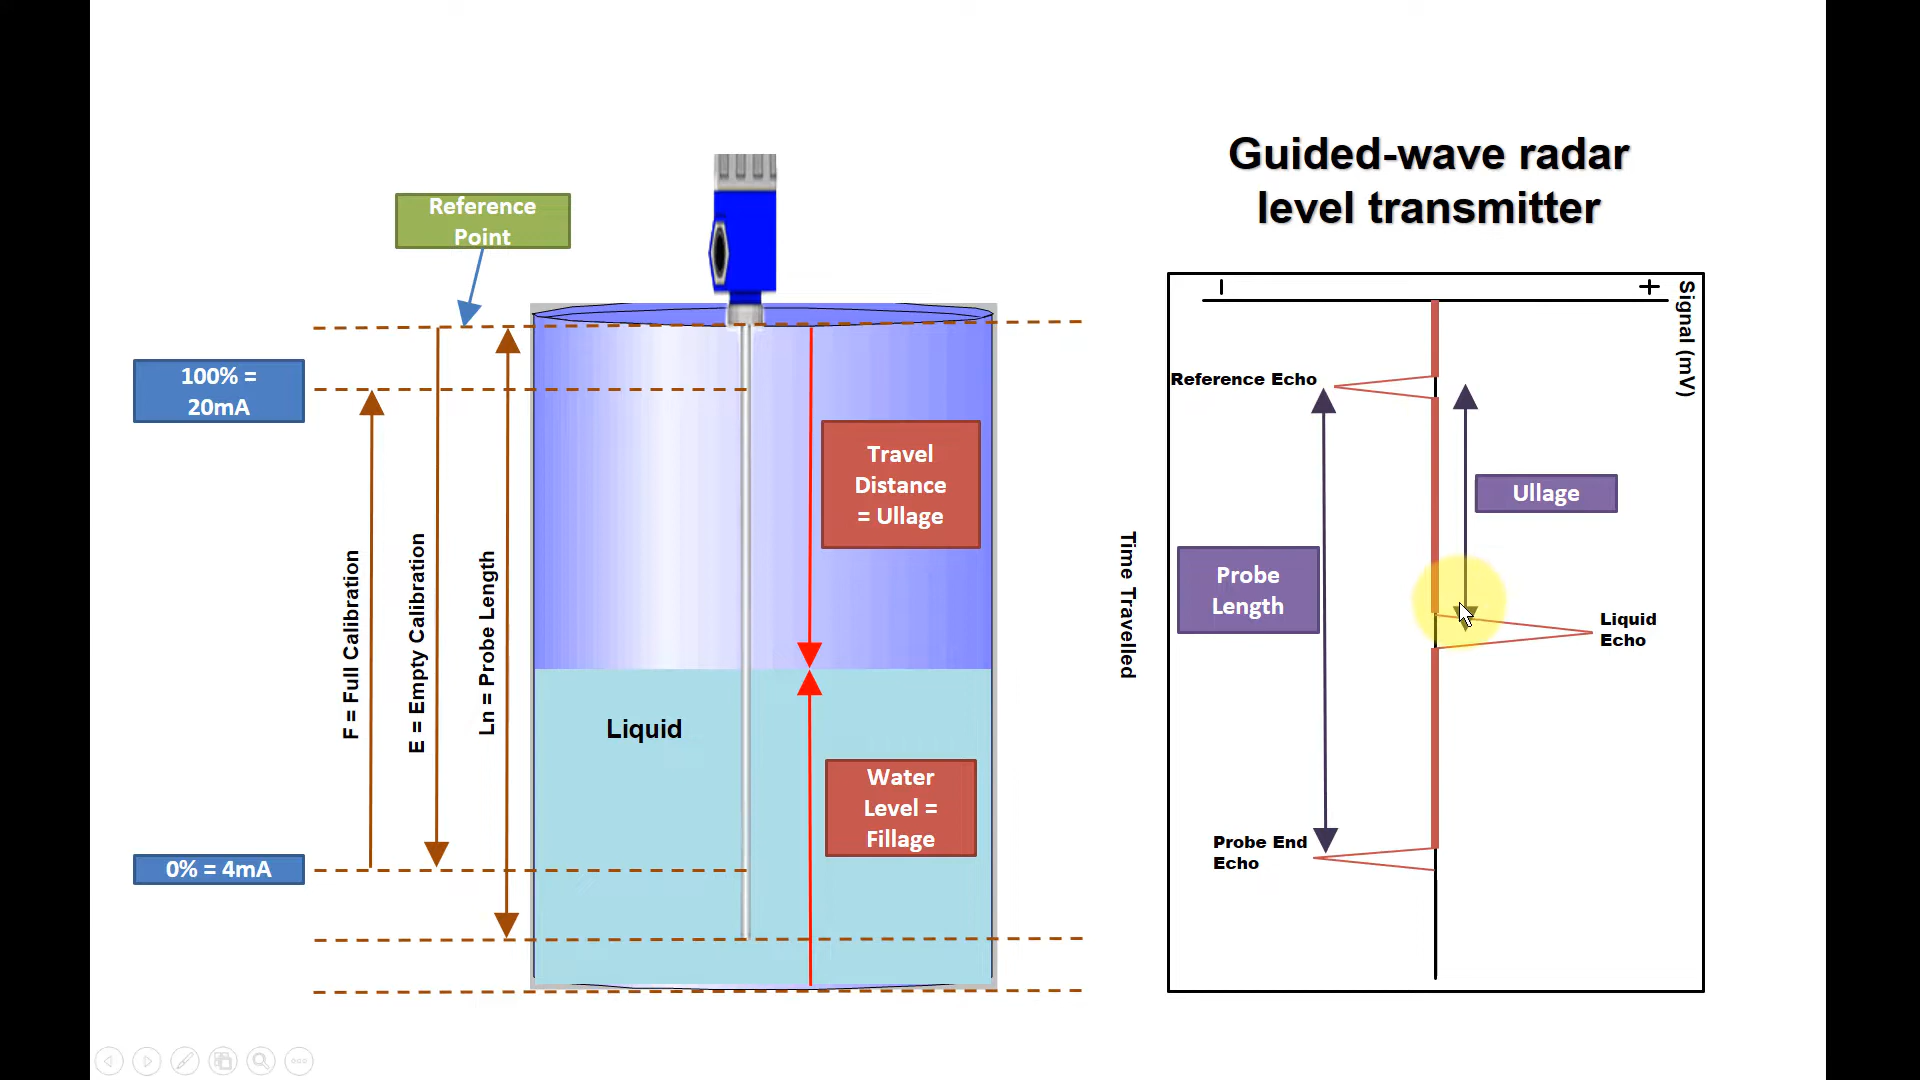 Guided-wave radar
level transmitter
Reference
Point
100% =
20mA
0% = 4mA
F = Full Calibration
E = Empty Calibration
Ln = Probe Length
Travel
Distance
= Ullage
Liquid
Water
Level =
Fillage
Time Travelled
Signal (mV)
+
Reference Echo
Ullage
Probe
Length
Liquid
Echo
Probe End
Echo